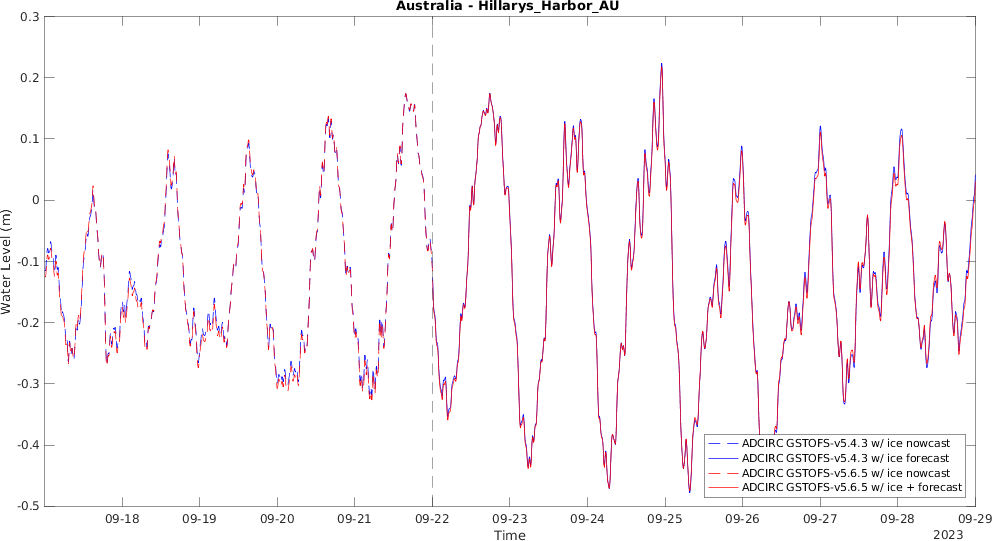 Australia - Hillarys_Harbor_AU
Water Level (m)
0.3
0.2
0.1
0
-0.1
-0.2
-0.3
-0.4
-0.5
ADCIRC GSTOFS-v5.4.3 w/ ice nowcast
ADCIRC GSTOFS-v5.4.3 w/ ice forecast
ADCIRC GSTOFS-v5.6.5 w/ ice nowcast
ADCIRC GSTOFS-v5.6.5 w/ ice + forecast
09-18 09-19 09-20 09-21 09-22 09-23 09-24 09-25 09-26 09-27 09-28 09-29
Time
2023